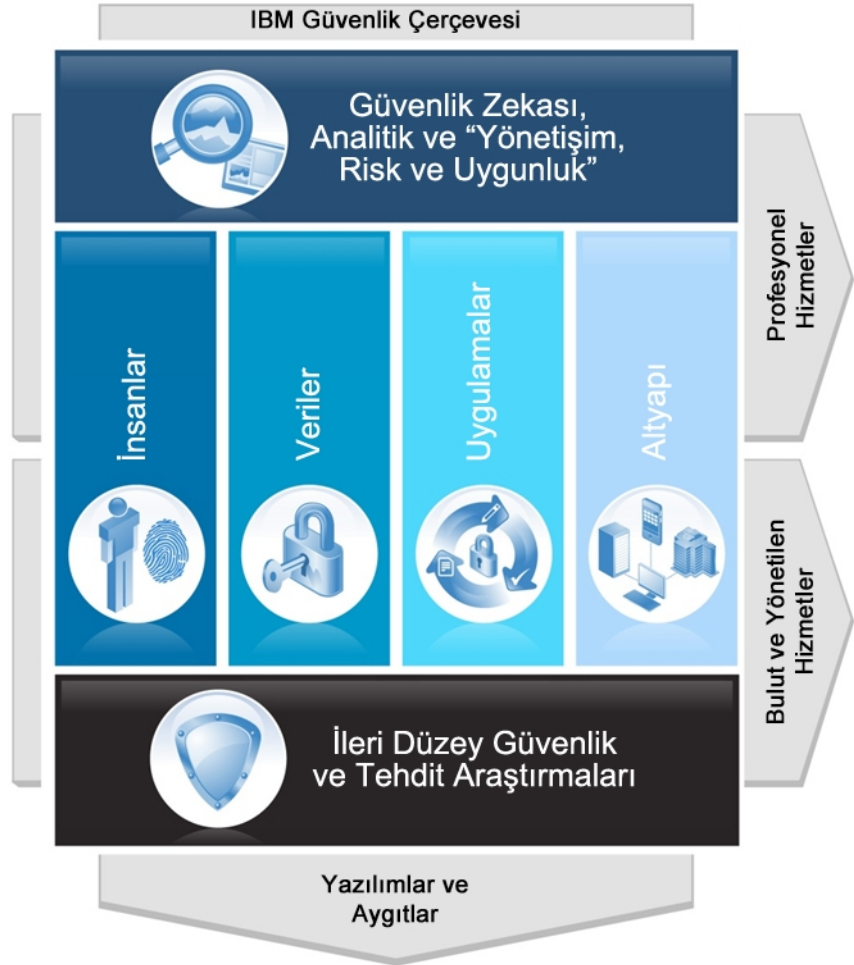 IBM Güvenlik Çerçevesi
Güvenlik Zekası,
Analitik ve “Yönetişim,
Risk ve Uygunluk”
İnsanlar
Veriler
Uygulamalar
Altyapı
Profesyonel
Hizmetler
Bulut ve Yönetilen
Hizmetler
İleri Düzey Güvenlik
ve Tehdit Araştırmaları
Yazılımlar ve
Aygıtlar